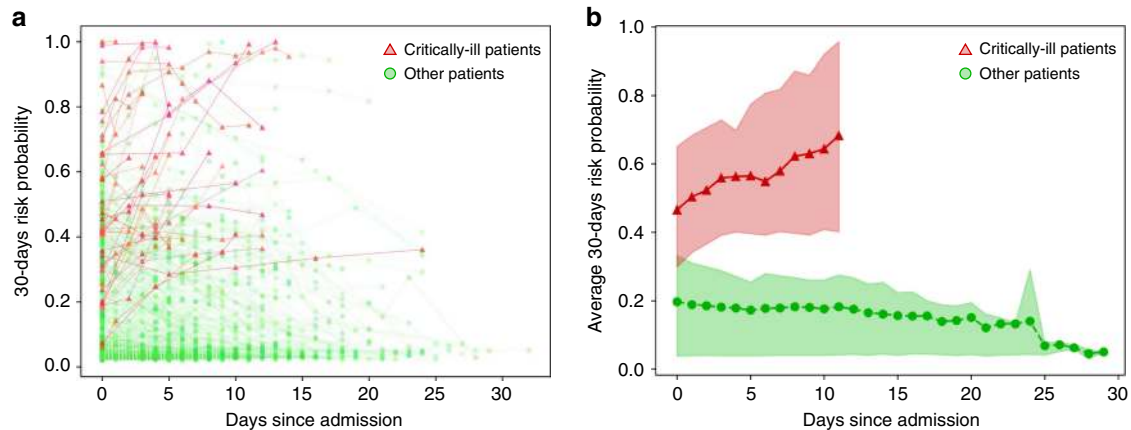 a
1.0
0.8
0.6
0.4
0.2
0.0
30-days risk probability
Critically-ill patients
Other patients
0 5 10 15 20 25 30
Days since admission
b
1.0
0.8
0.6
0.4
0.2
0.0
Average 30-days risk probability
Critically-ill patients
Other patients
0 5 10 15 20 25 30
Days since admission